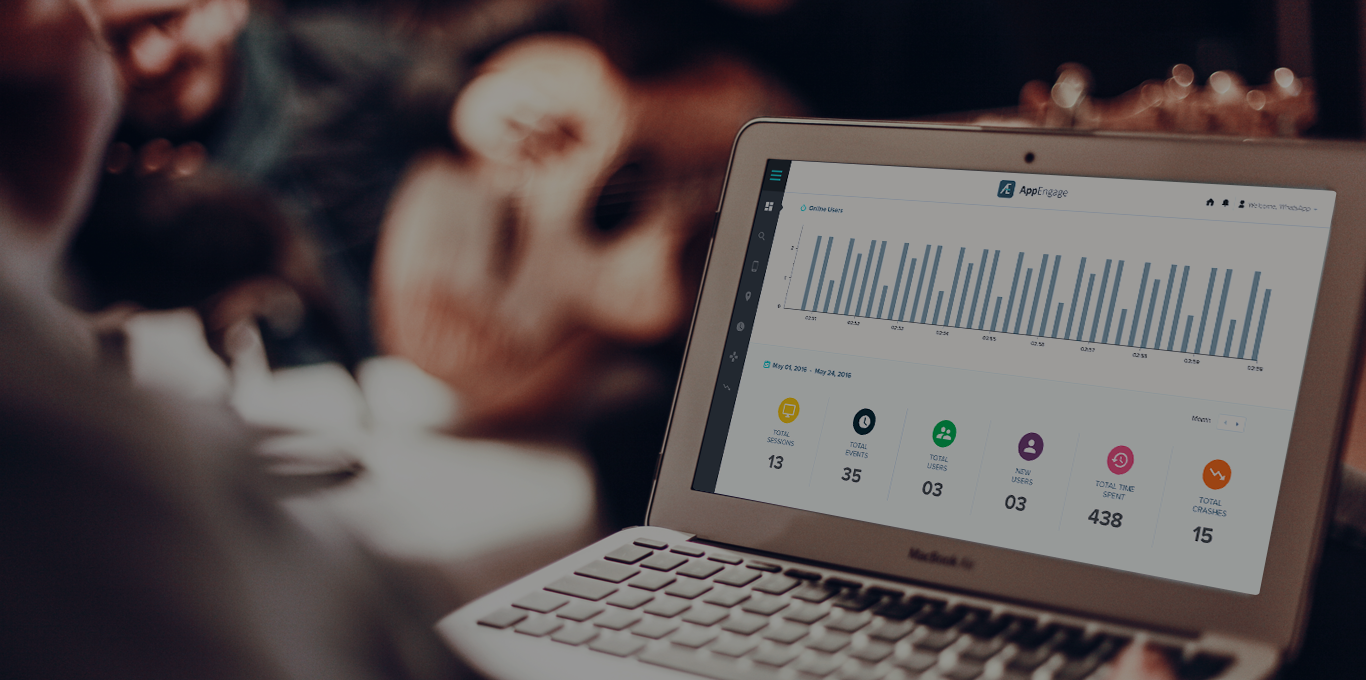 Æ AppEngage
Welcome, WhatsApp
Online Users
2
1
0
02:51
02:52
02:53
02:54
02:55
02:56
02:57
02:58
02:59
02:59
May 01, 2016 - May 24, 2016
Month
TOTAL
SESSIONS
13
TOTAL
EVENTS
35
TOTAL
USERS
03
NEW
USERS
03
TOTAL TIME
SPENT
438
TOTAL
CRASHES
15
MacBook Air